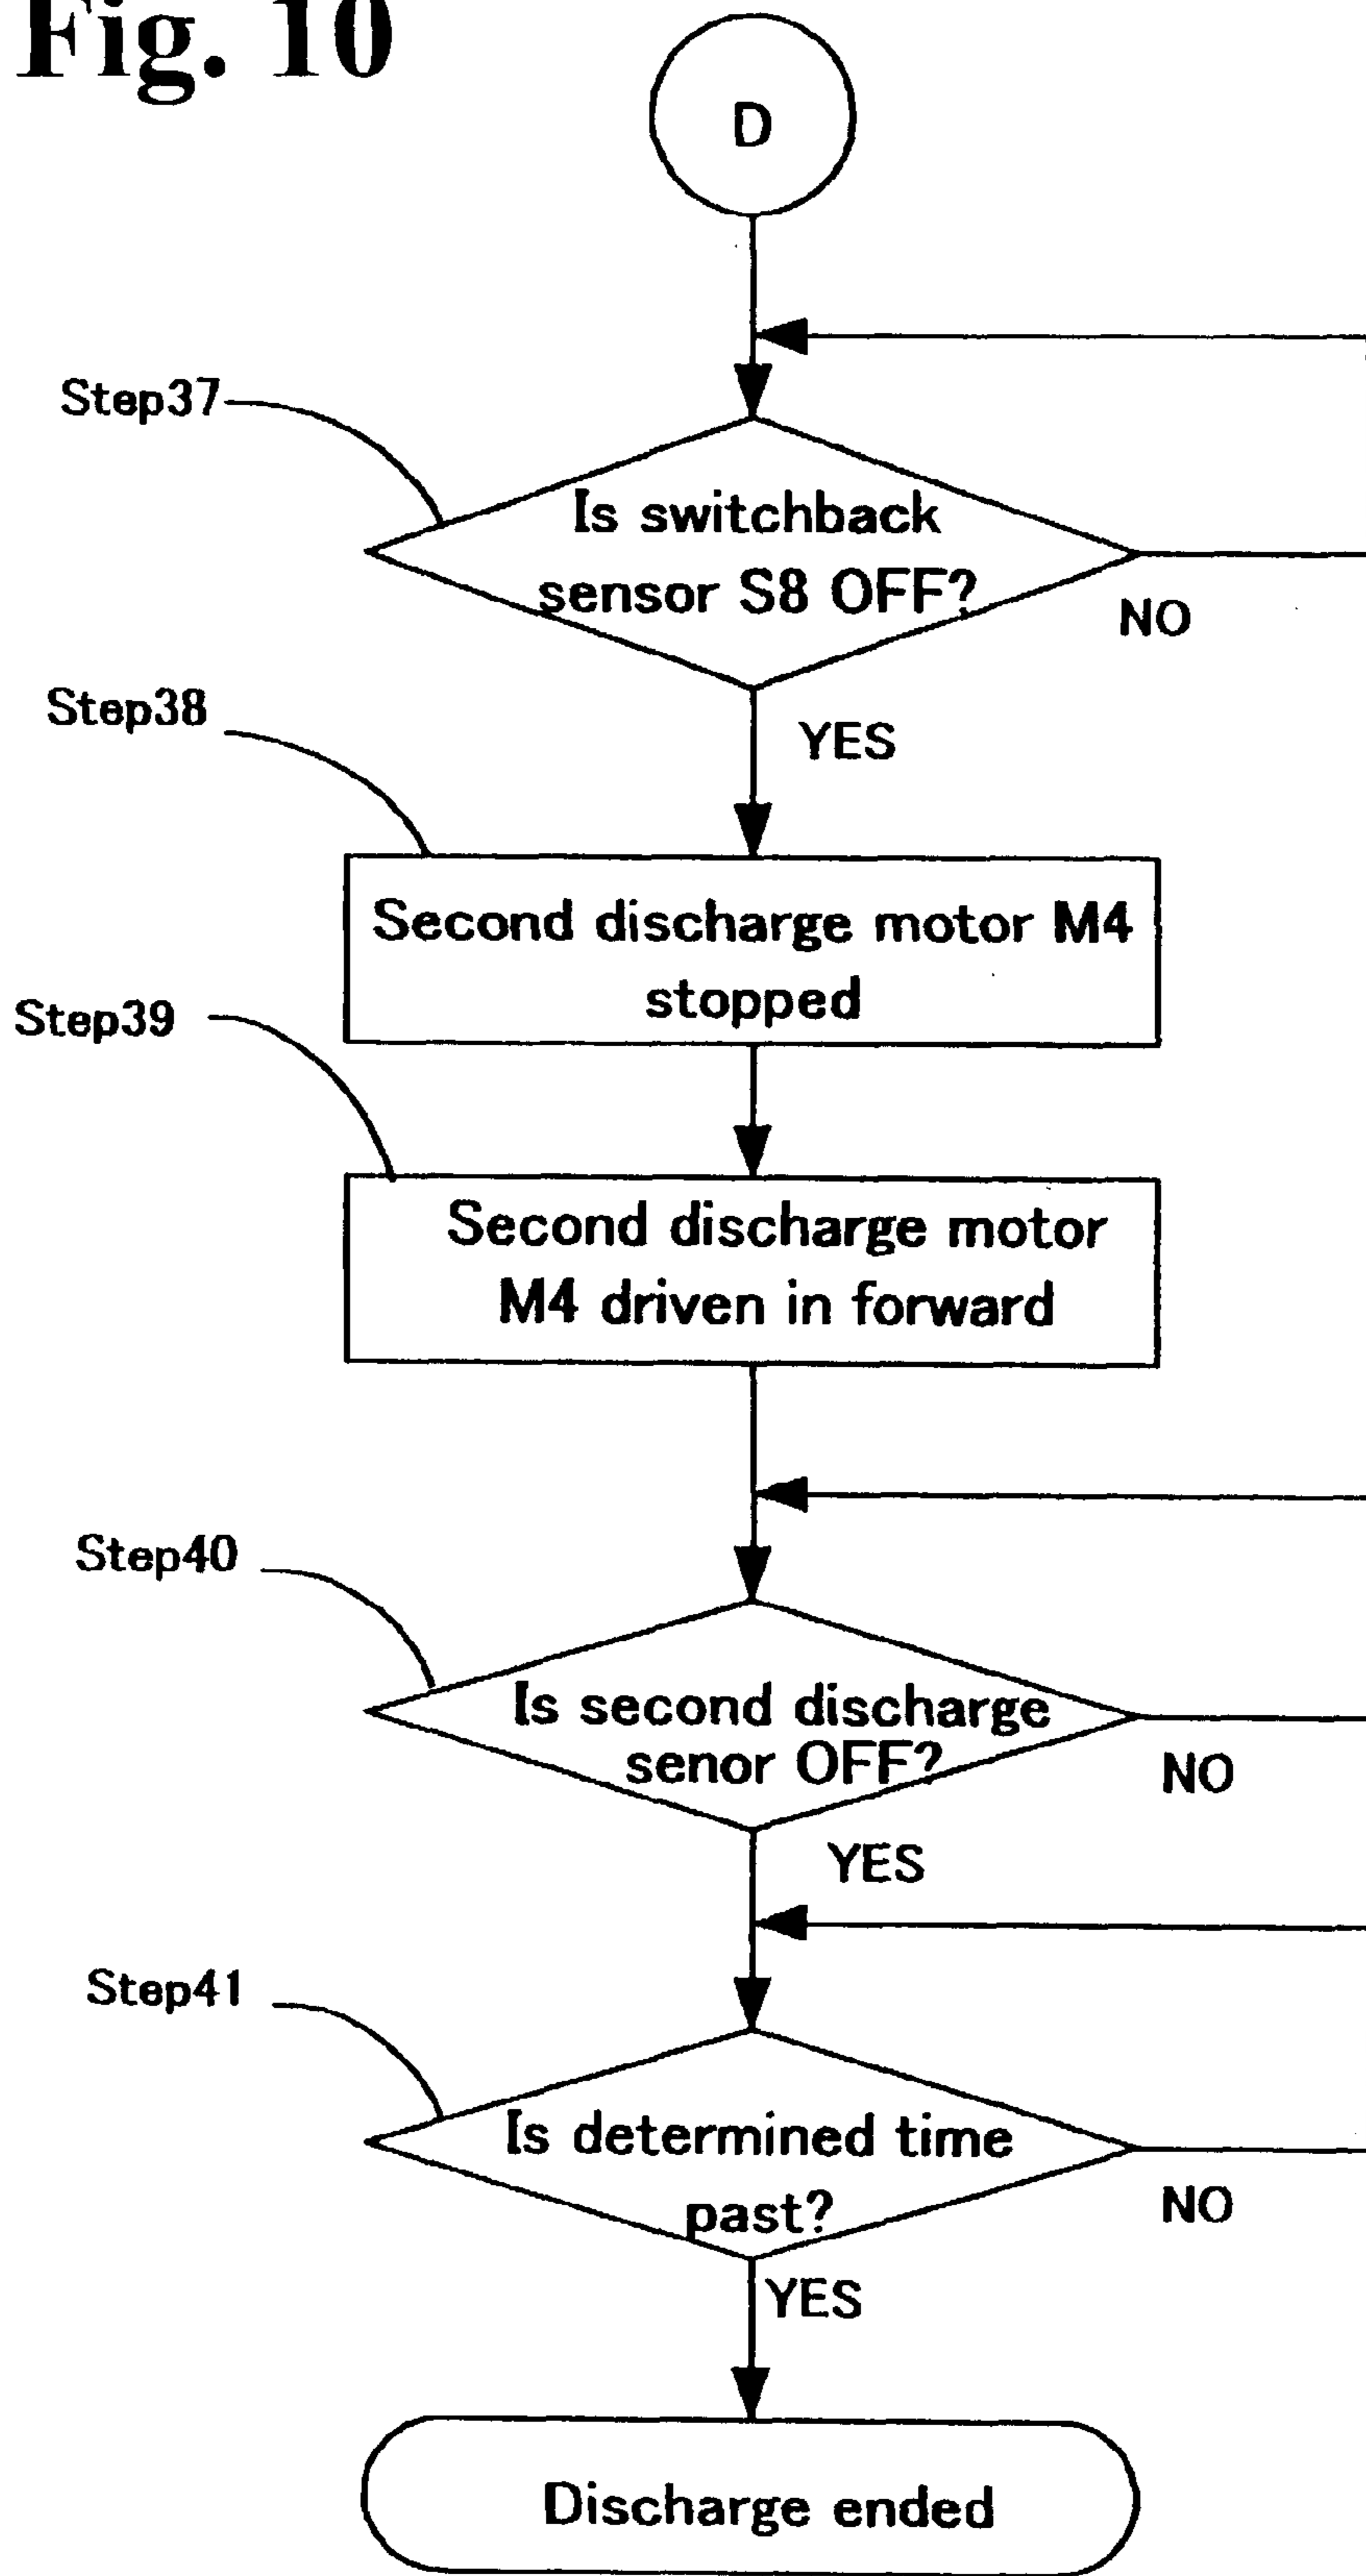 Fig. 10
D
Step37
Is switchback
sensor S8 OFF?
NO
YES
Step38
Second discharge motor M4
stopped
Step39
Second discharge motor
M4 driven in forward
Step40
Is second discharge
senor OFF?
NO
YES
Step41
Is determined time
past?
NO
YES
Discharge ended